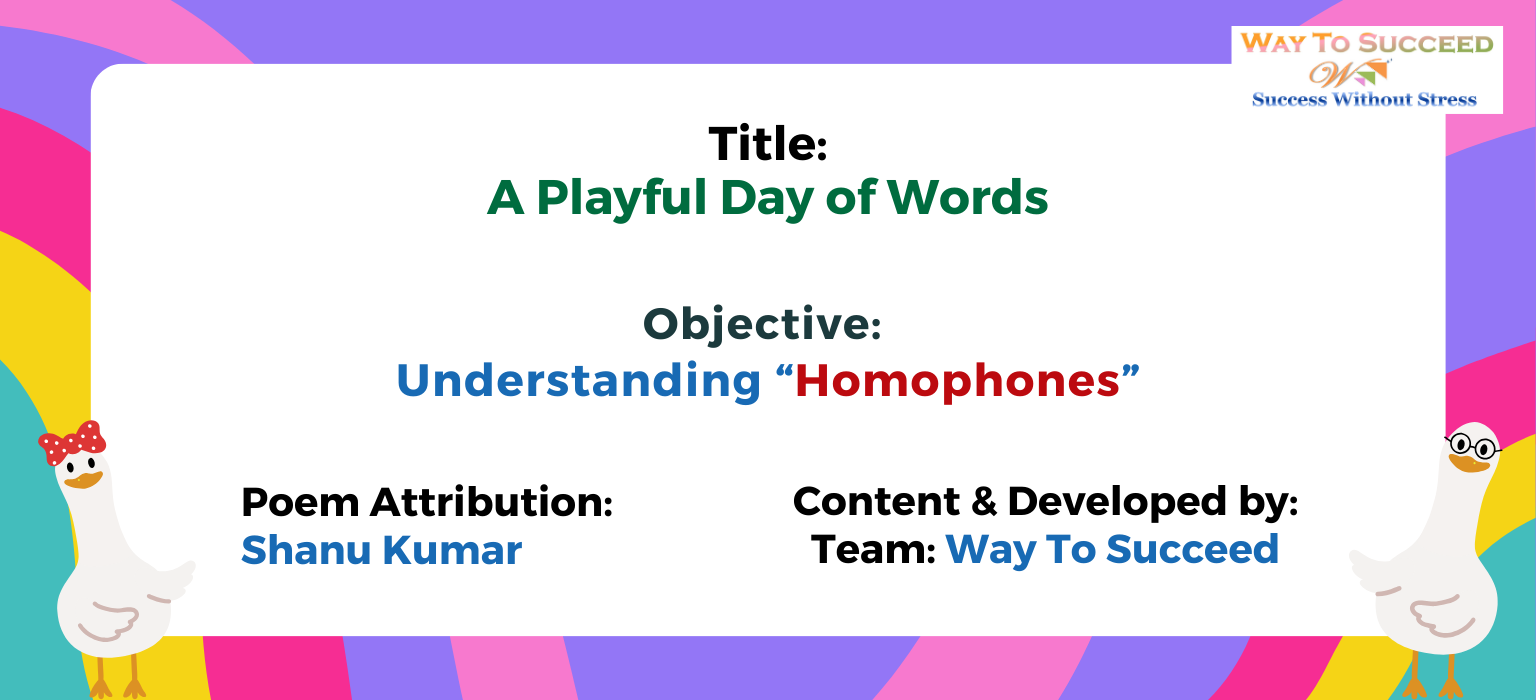 WAY TO SUCCEED
W
Success Without Stress
Title:
A Playful Day of Words
Objective:
Understanding “Homophones”
Poem Attribution:
Shanu Kumar
Content & Developed by:
Team: Way To Succeed